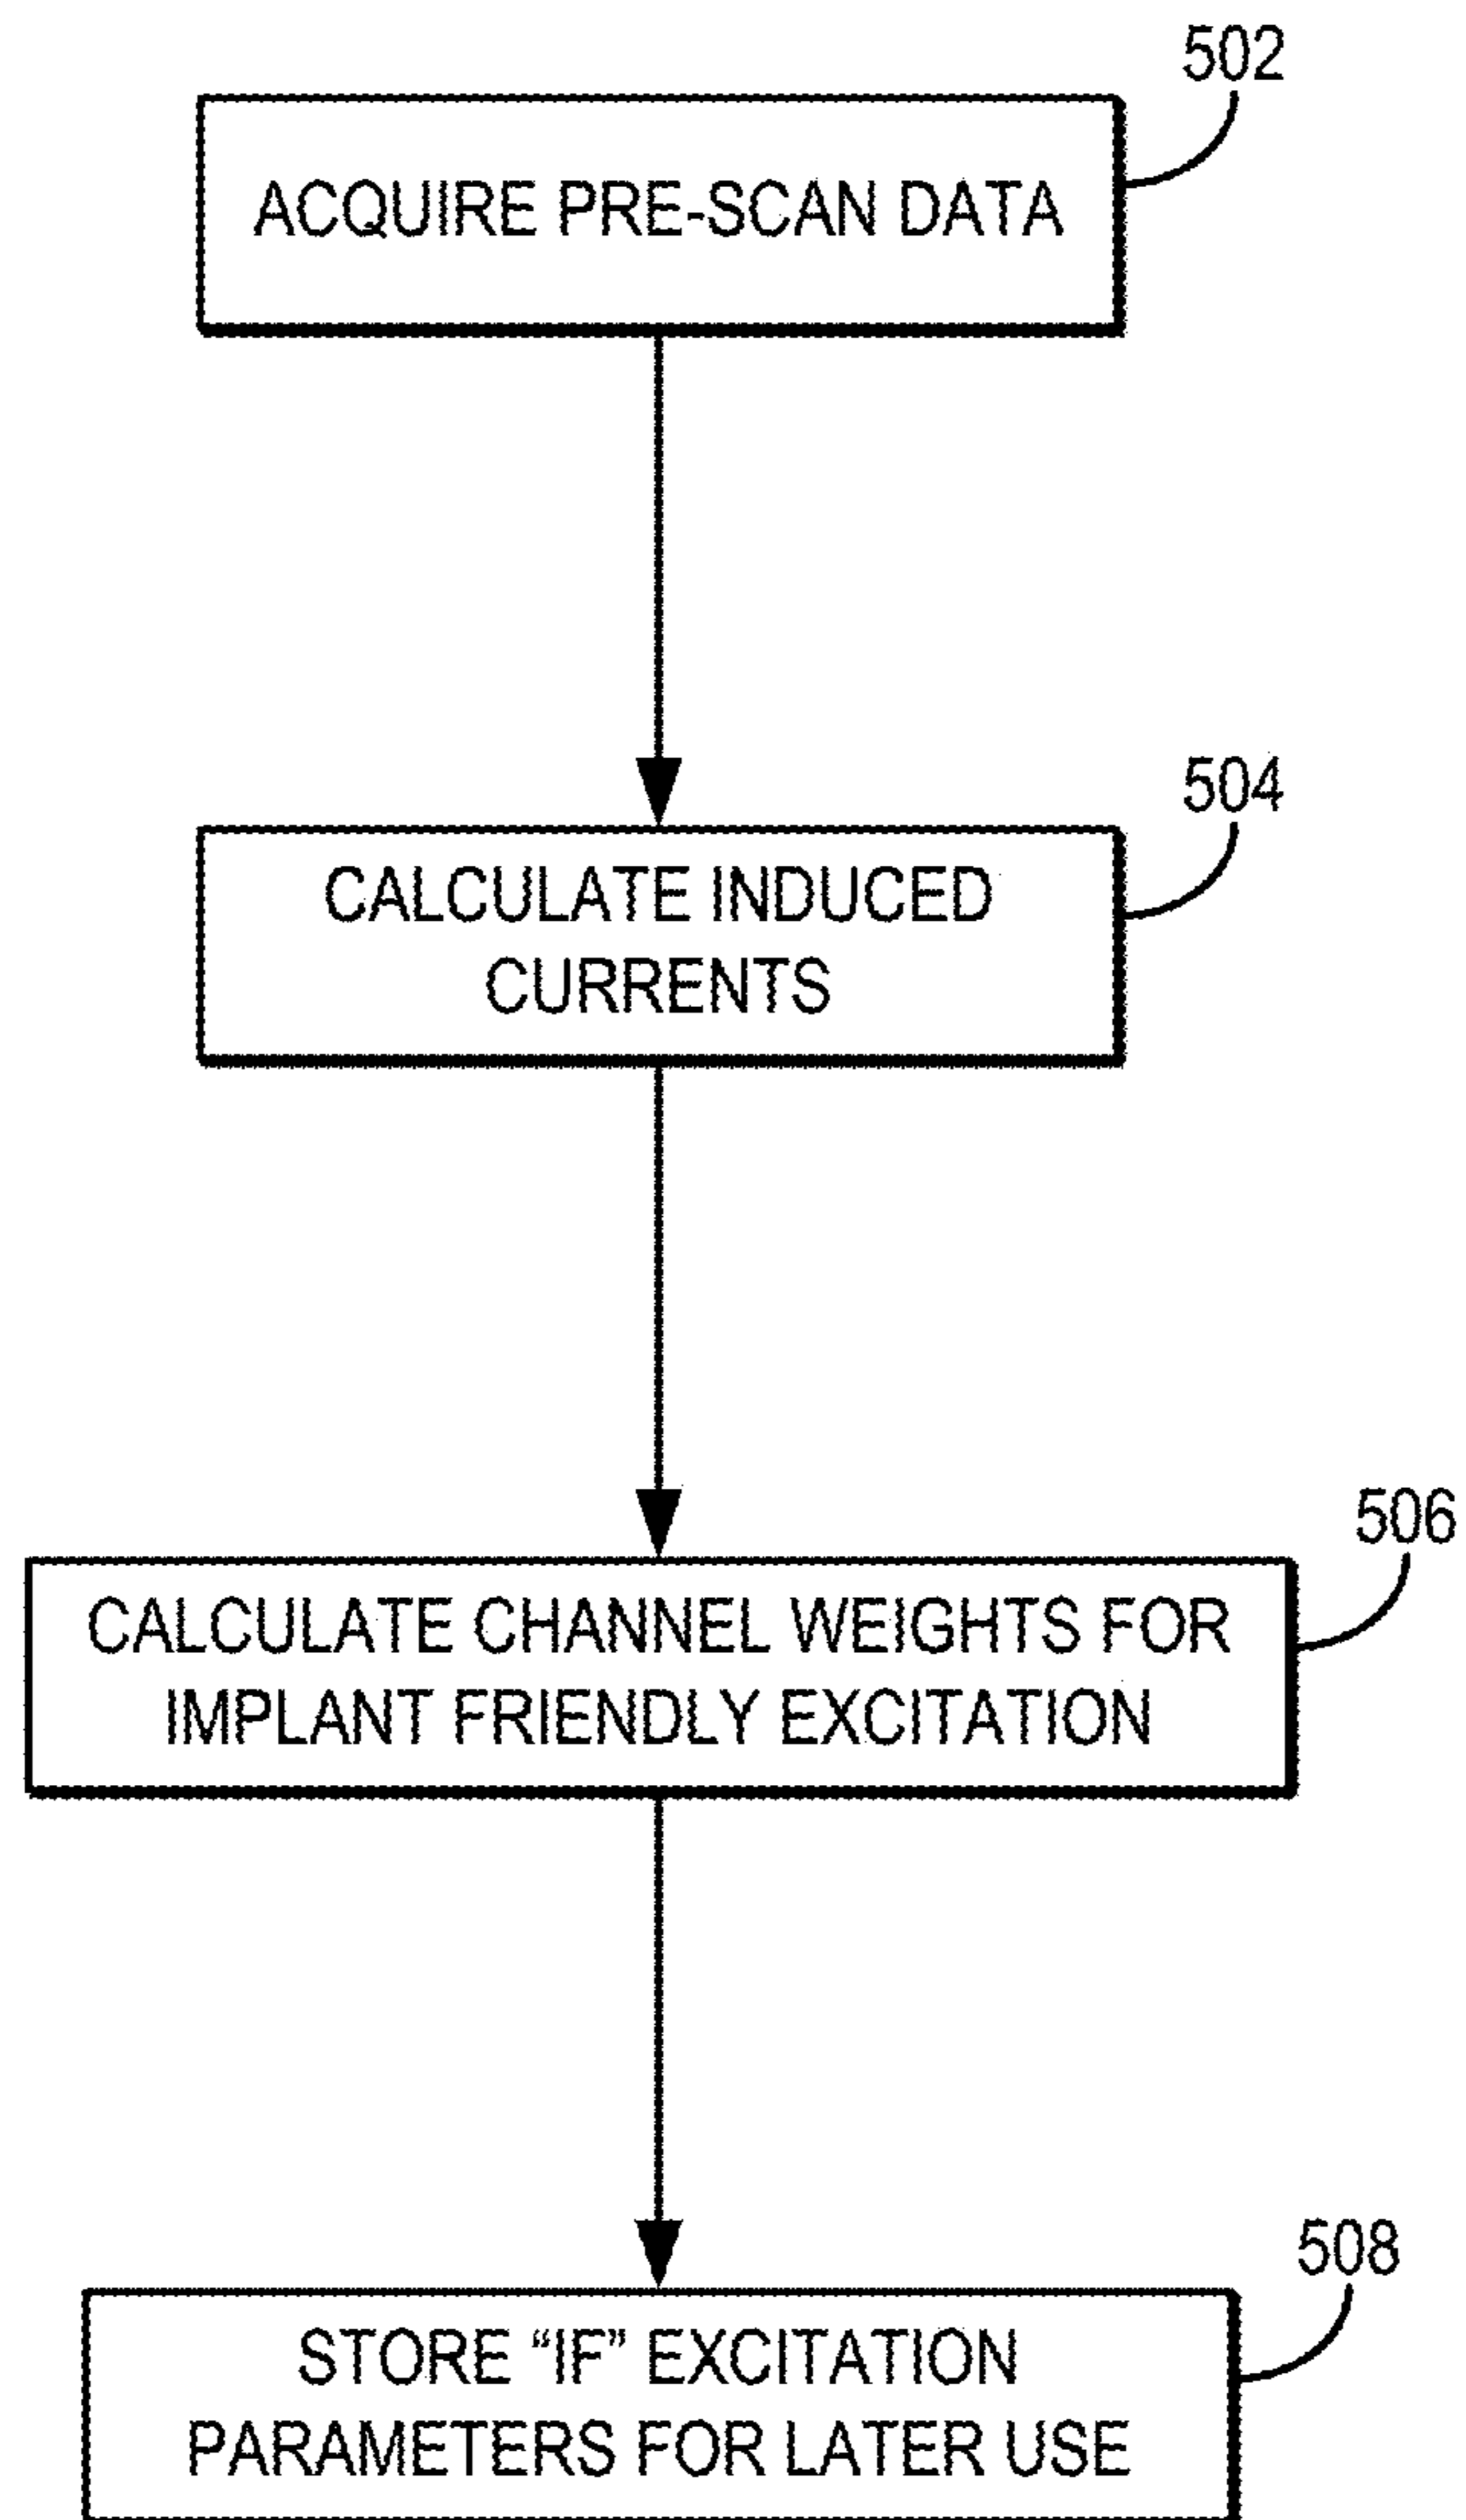 502
ACQUIRE PRE-SCAN DATA
504
CALCULATE INDUCED
CURRENTS
506
CALCULATE CHANNEL WEIGHTS FOR
IMPLANT FRIENDLY EXCITATION
508
STORE “IF” EXCITATION
PARAMETERS FOR LATER USE